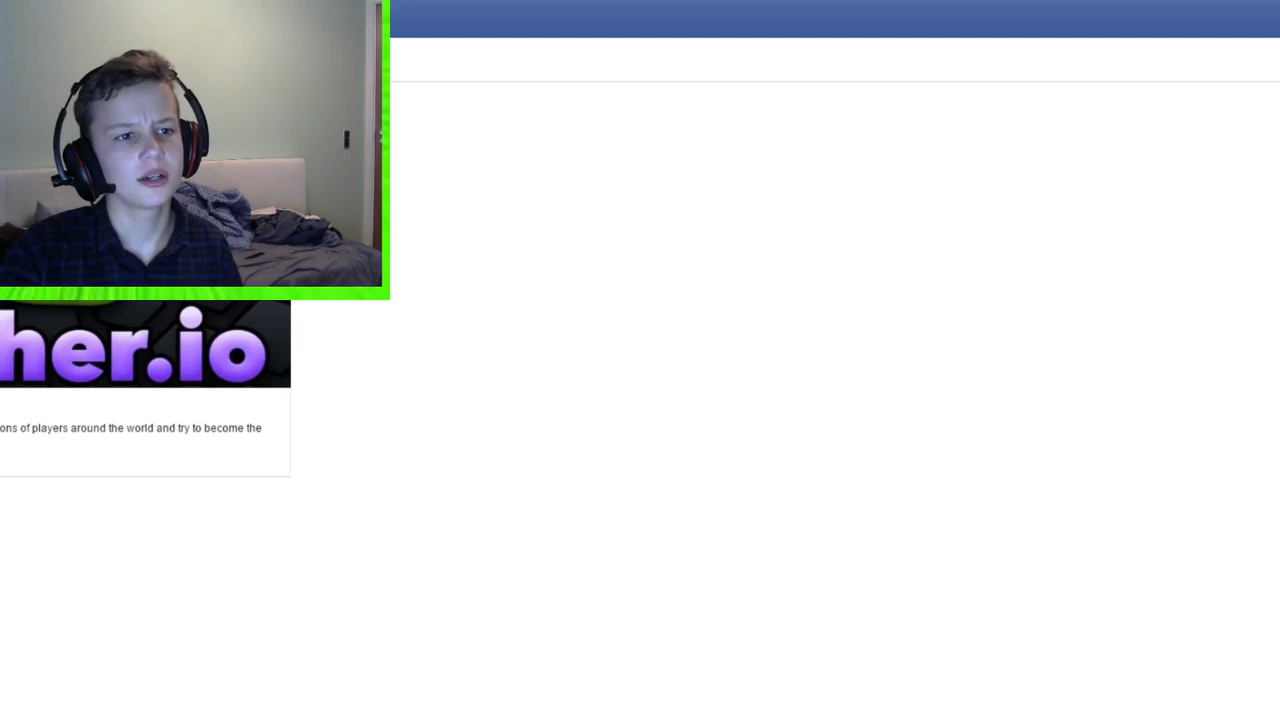 her.io
ons of players around the world and try to become the